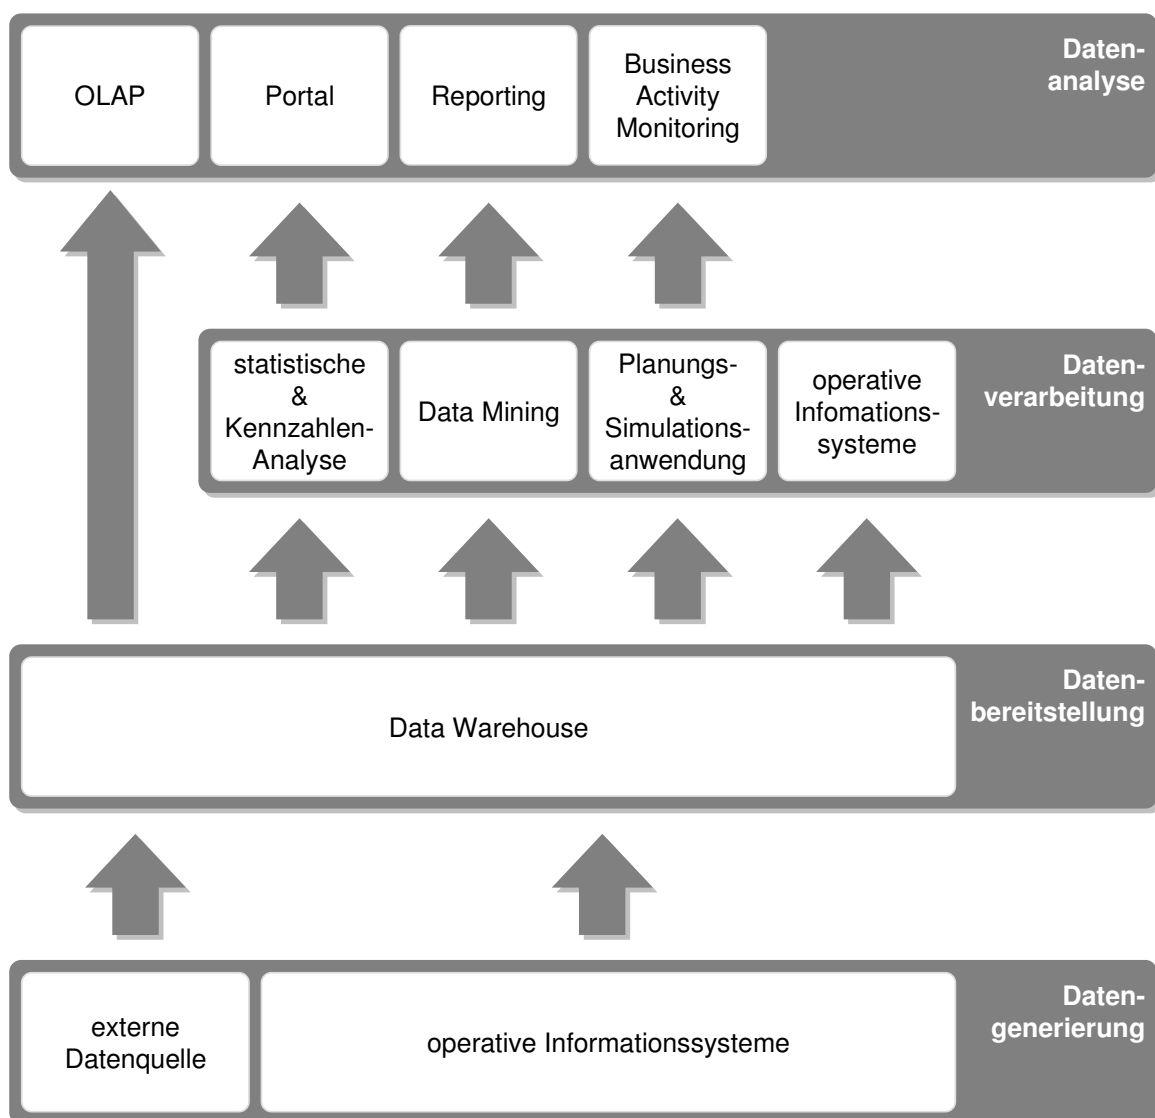 OLAP
Portal
Reporting
Business
Activity
Monitoring
Daten-
analyse
statistische
&
Kennzahlen-
Analyse
Data Mining
Planungs-
&
Simulations-
anwendung
operative
Infomations-
systeme
Daten-
verarbeitung
Data Warehouse
Daten-
bereitstellung
externe
Datenquelle
operative Informationssysteme
Daten-
generierung